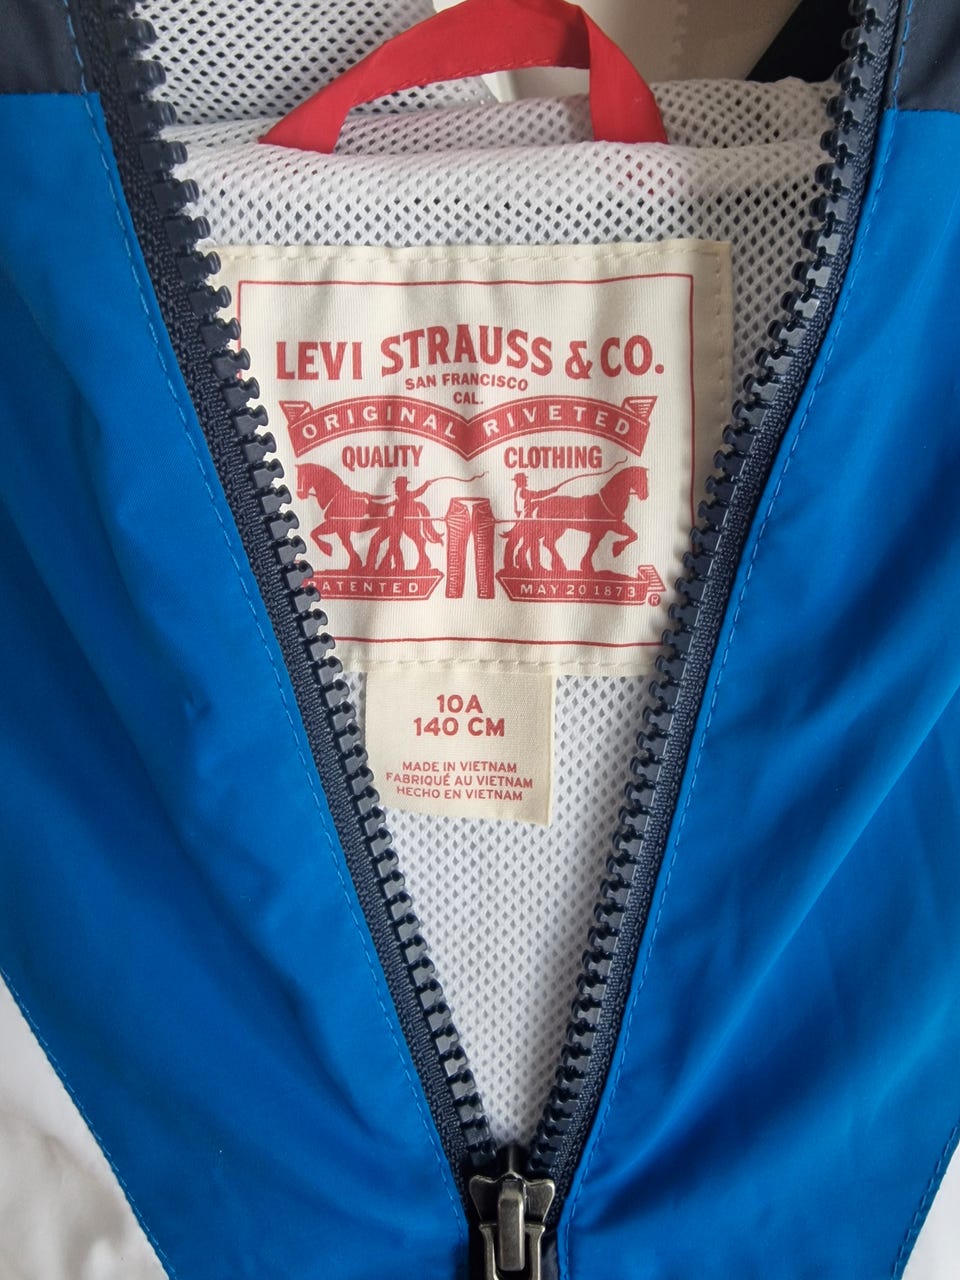 LEVI STRAUSS & CO.
SAN FRANCISCO
CAL.
ORIGINAL RIVETED
QUALITY CLOTHING
ATENTED MAY 20 1873 ®
10A
140 CM
MADE IN VIETNAM
FABRIQUÉ AU VIETNAM
HECHO EN VIETNAM